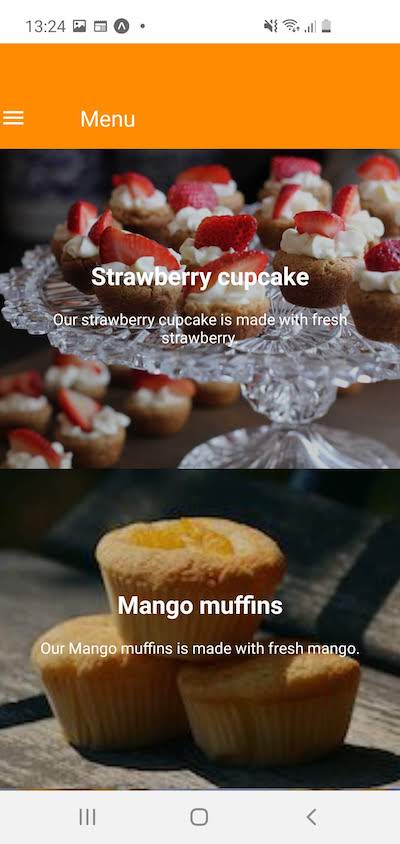 13:24
Menu
Strawberry cupcake
Our strawberry cupcake is made with fresh
strawberry.
Mango muffins
Our Mango muffins is made with fresh mango.